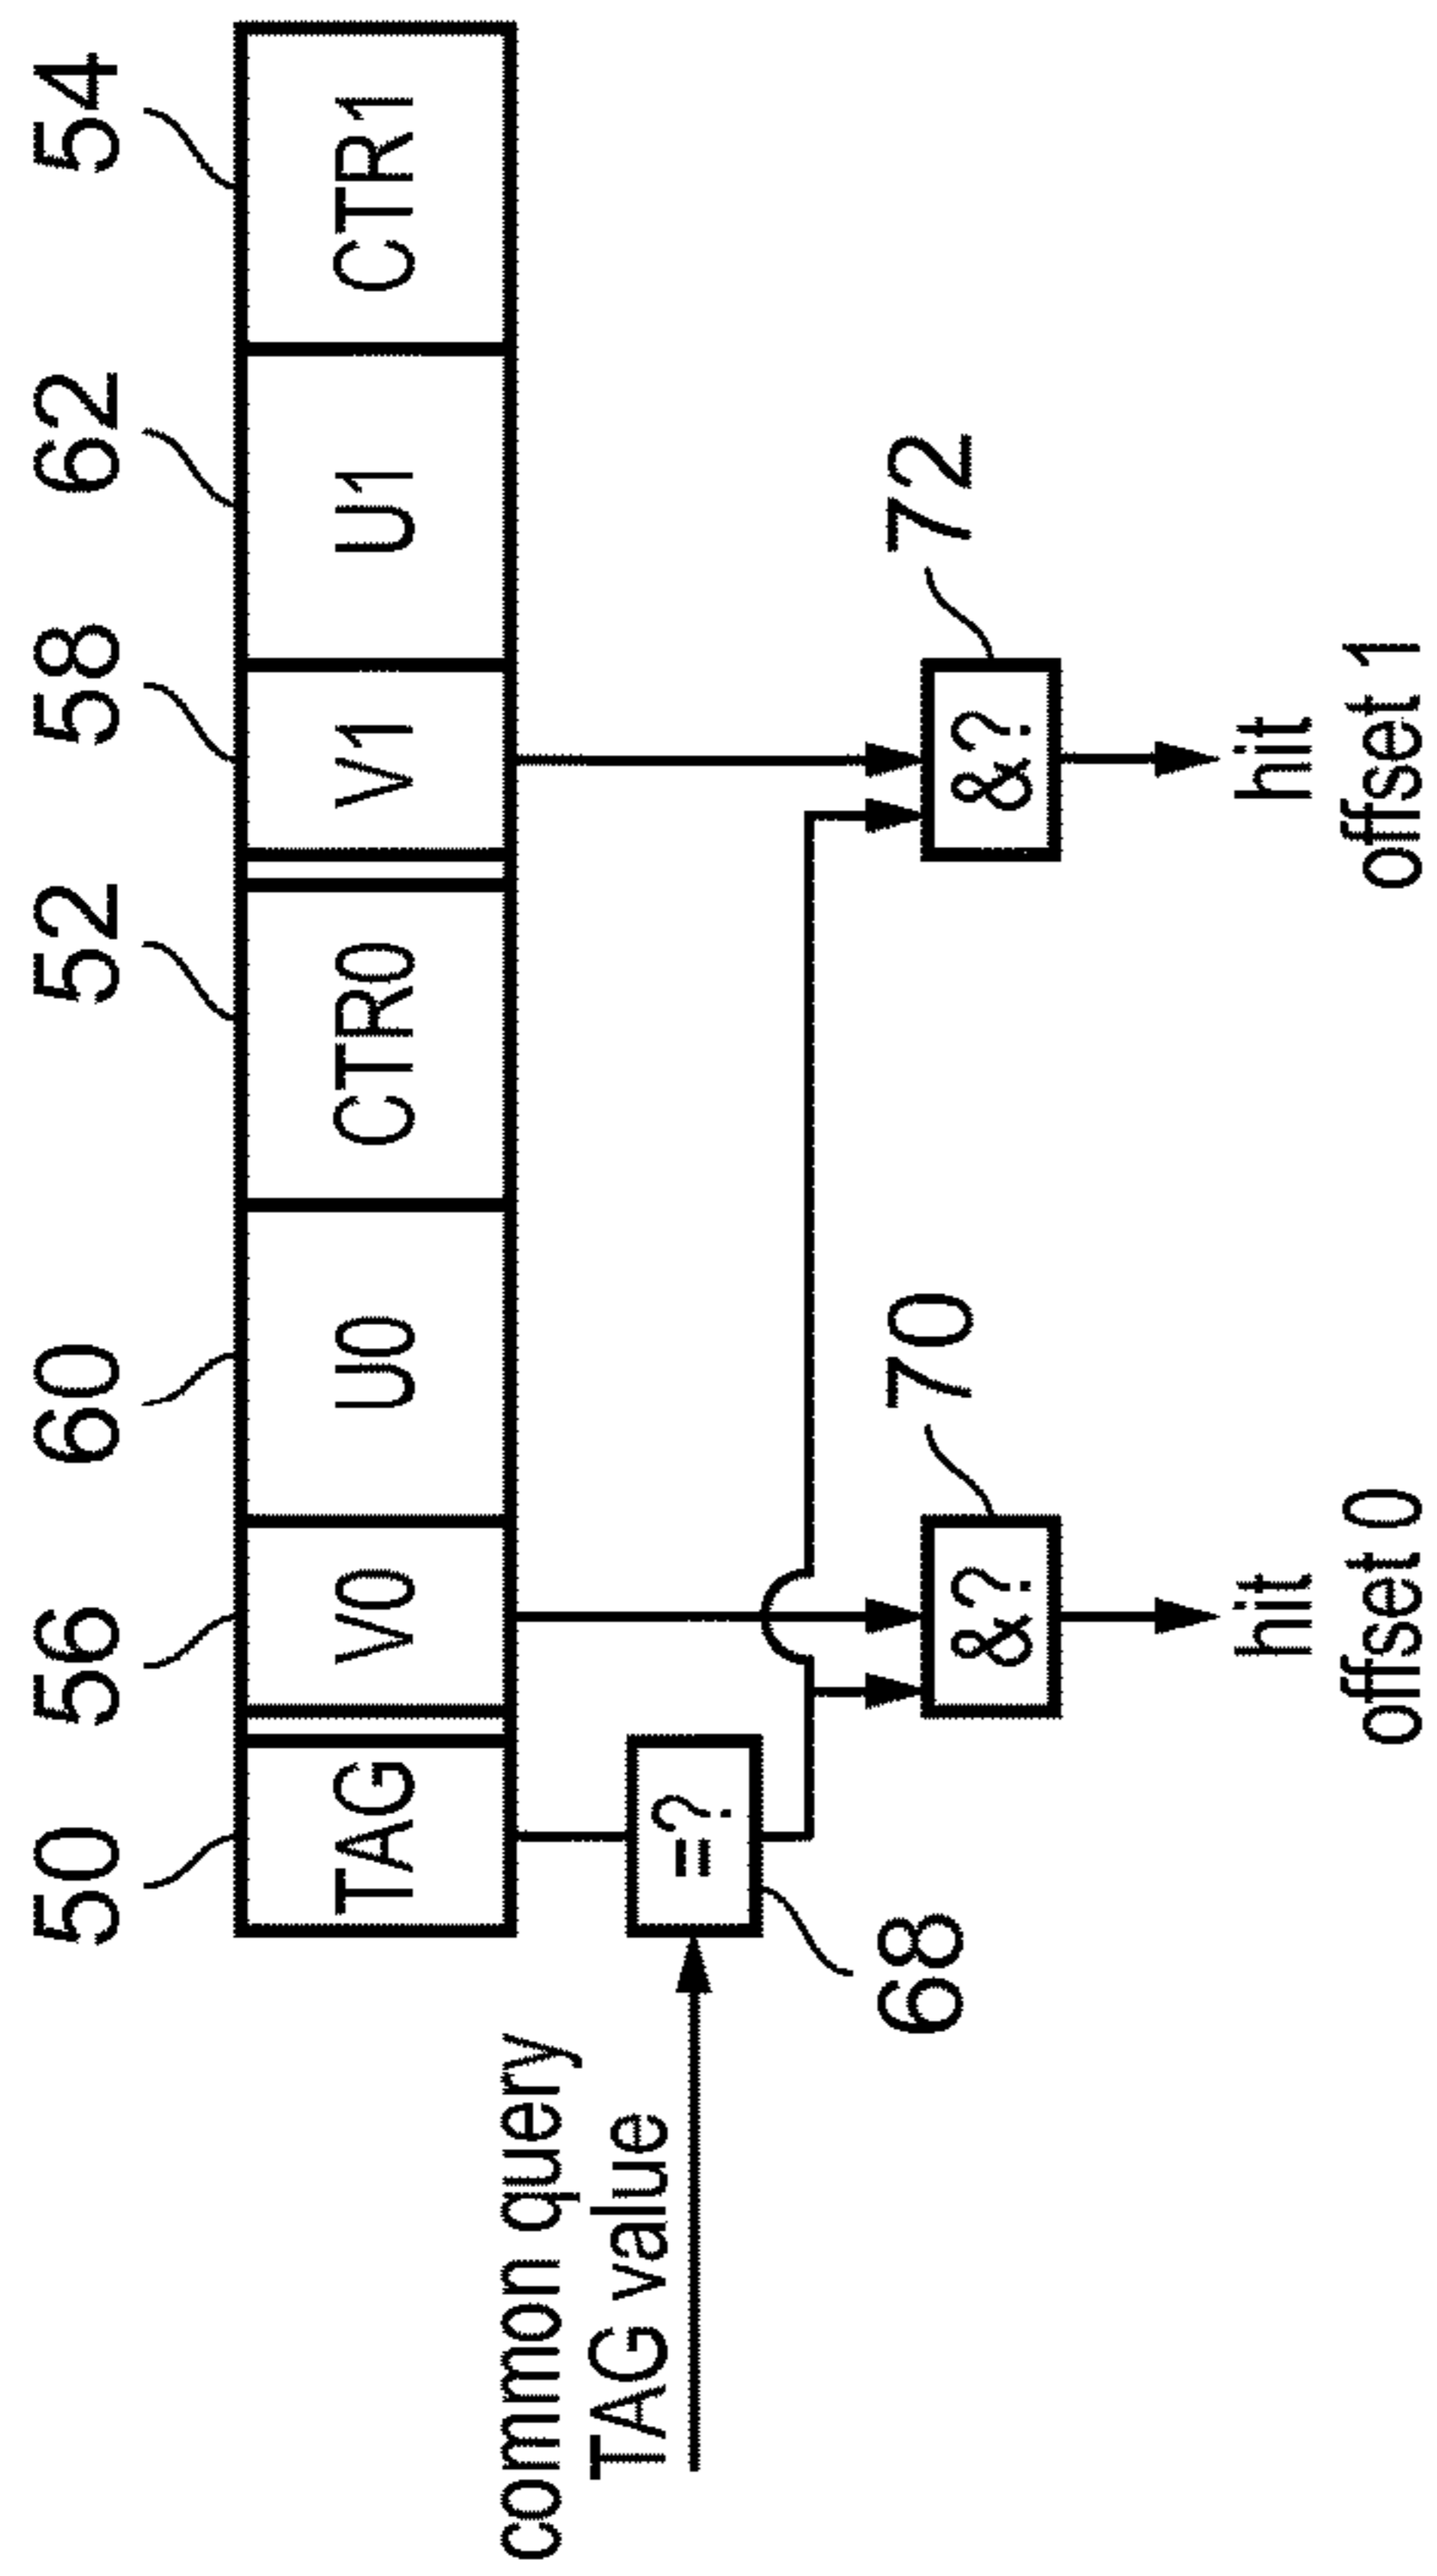 50 56 60 52 58 62 54
TAG V0 U0 CTR0 V1 U1 CTR1
common query
TAG value
=?
68
70
72
&?
&?
hit
offset 0
hit
offset 1